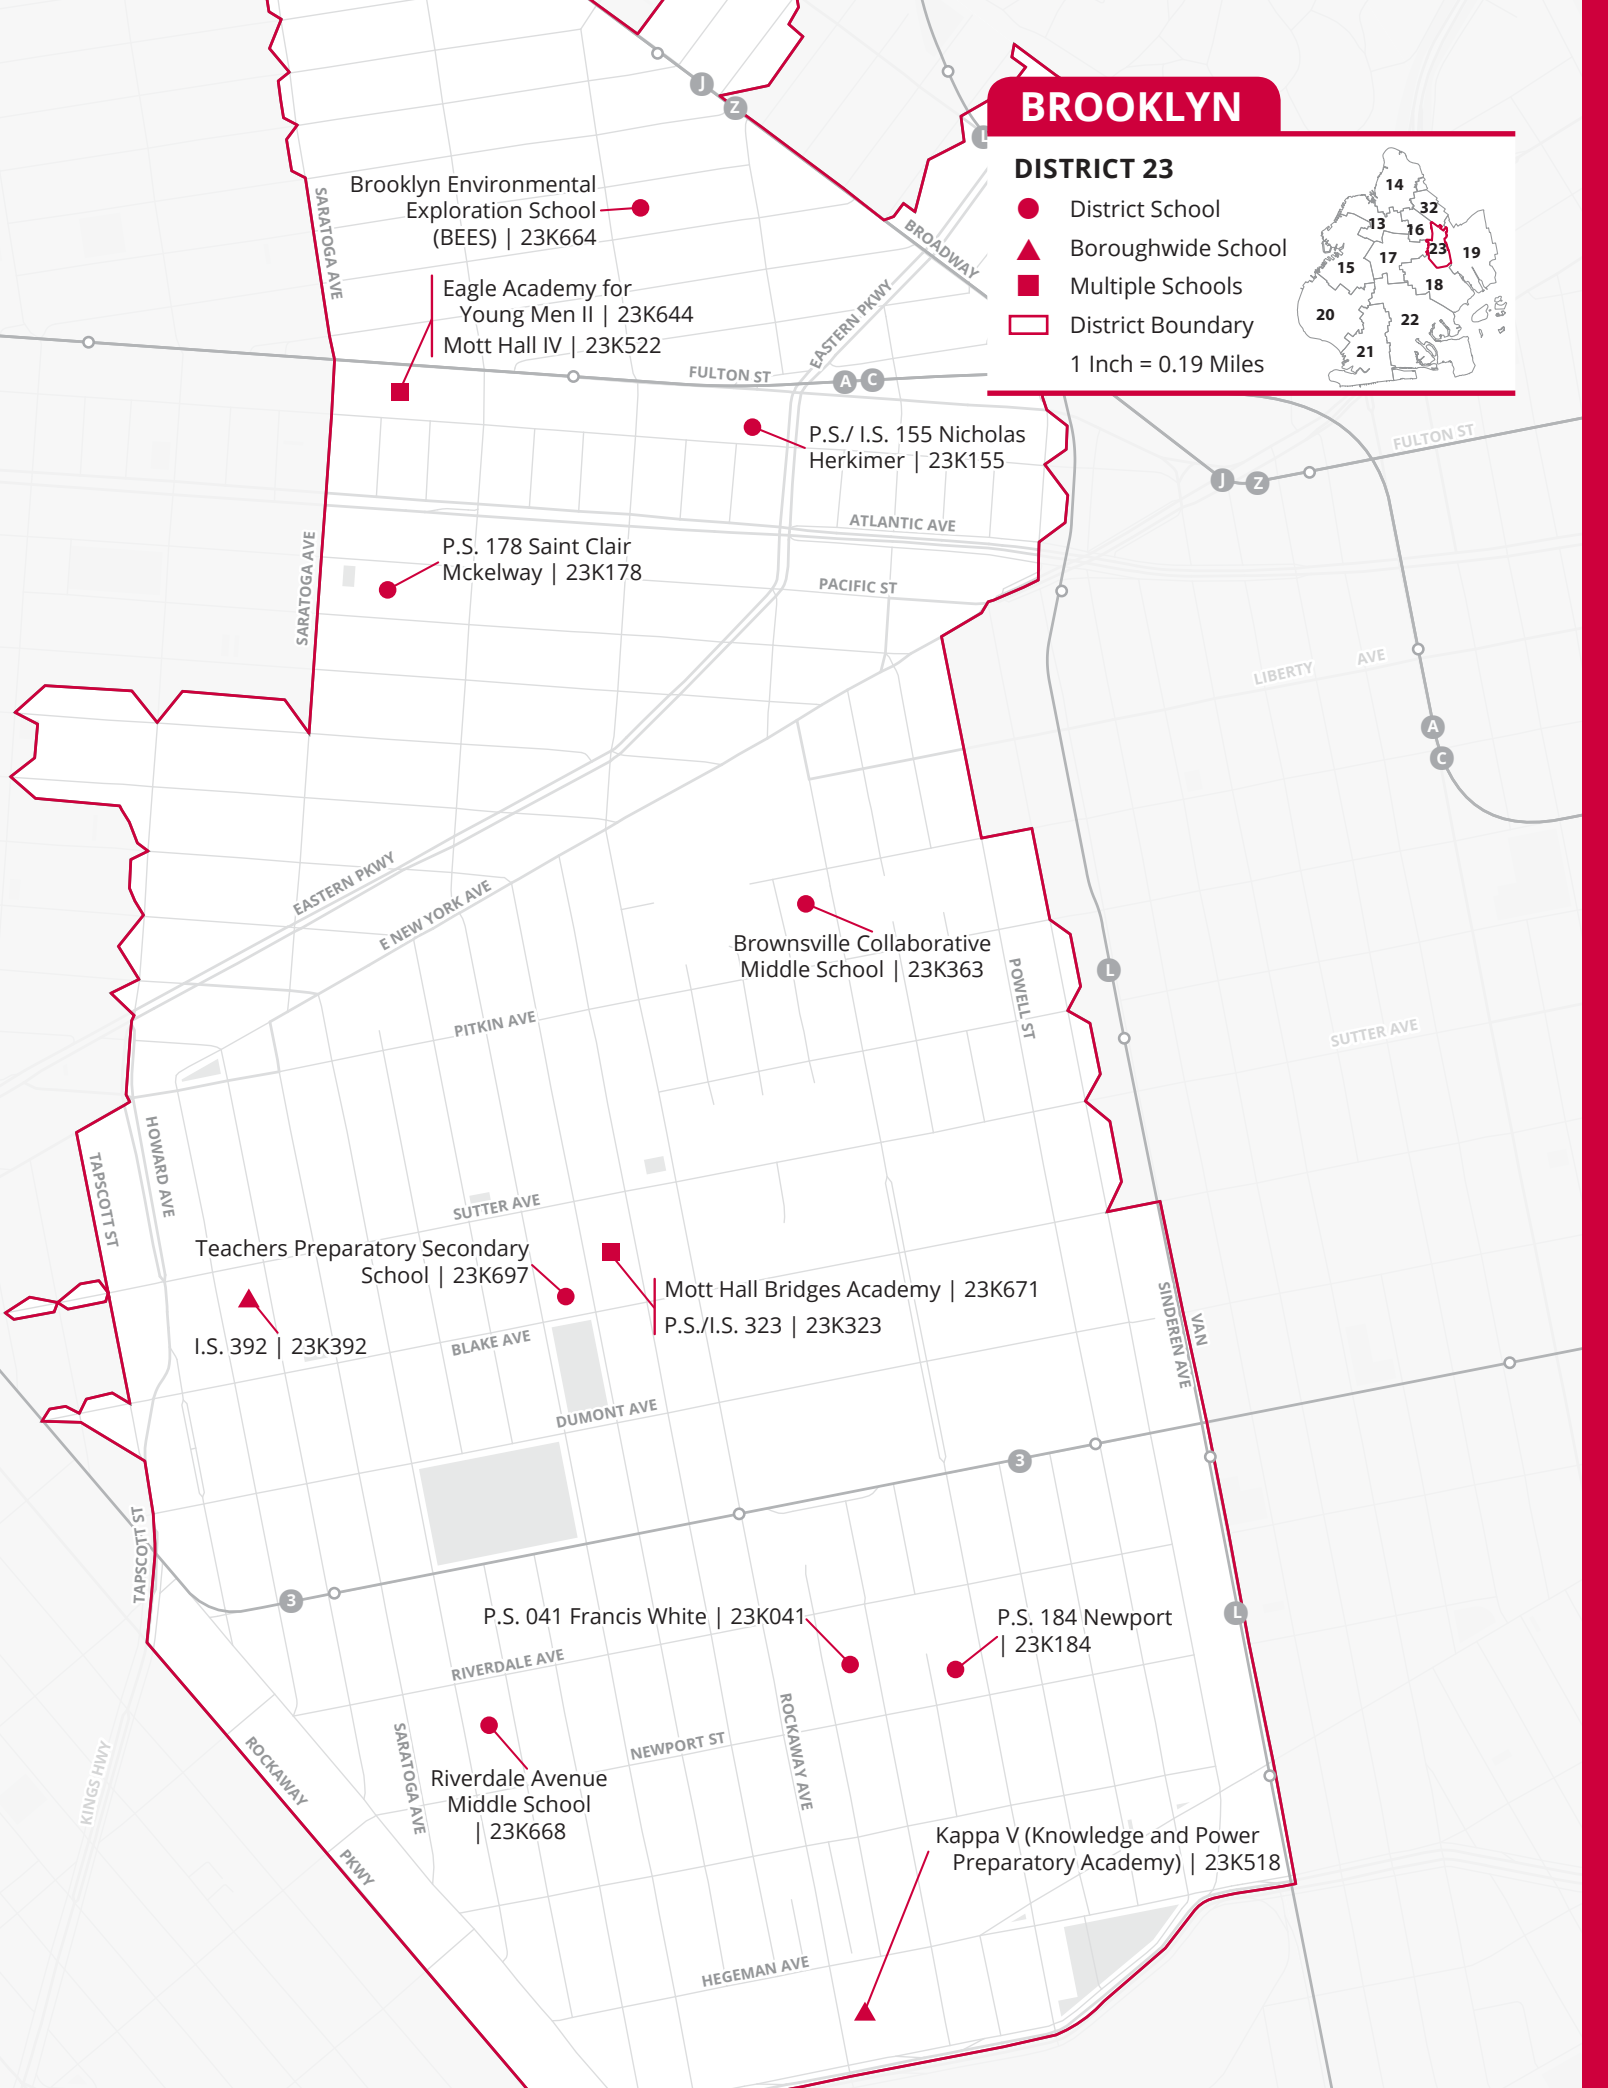 BROOKLYN
DISTRICT 23
District School
Boroughwide School
Multiple Schools
District Boundary
1 Inch = 0.19 Miles
14
32
13
16
23
19
17
15
18
20
22
21
J
Z
L
Brooklyn Environmental
Exploration School
(BEES) | 23K664
SARATOGA AVE
BROADWAY
EASTERN PKWY
Eagle Academy for
Young Men II | 23K644
Mott Hall IV | 23K522
FULTON ST
A
C
P.S./ I.S. 155 Nicholas
Herkimer | 23K155
FULTON ST
J
Z
ATLANTIC AVE
P.S. 178 Saint Clair
Mckelway | 23K178
SARATOGA AVE
PACIFIC ST
LIBERTY AVE
A
C
EASTERN PKWY
E NEW YORK AVE
Brownsville Collaborative
Middle School | 23K363
POWELL ST
L
PITKIN AVE
SUTTER AVE
HOWARD AVE
TAPSCOTT ST
SUTTER AVE
Teachers Preparatory Secondary
School | 23K697
Mott Hall Bridges Academy | 23K671
P.S./I.S. 323 | 23K323
I.S. 392 | 23K392
BLAKE AVE
VAN
SINDEREN AVE
DUMONT AVE
3
TAPSCOTT ST
3
L
P.S. 041 Francis White | 23K041
P.S. 184 Newport
| 23K184
RIVERDALE AVE
ROCKAWAY AVE
NEWPORT ST
SARATOGA AVE
ROCKAWAY
PKWY
KINGS HWY
Riverdale Avenue
Middle School
| 23K668
Kappa V (Knowledge and Power
Preparatory Academy) | 23K518
HEGEMAN AVE